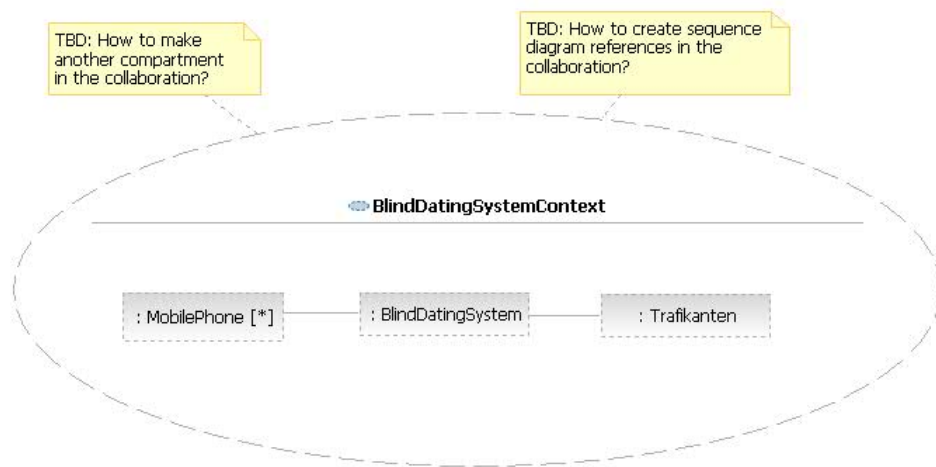 TBD: How to make
another compartment
in the collaboration?
TBD: How to create sequence
diagram references in the
collaboration?
BlindDatingSystemContext
: MobilePhone [*]
: BlindDatingSystem
: Trafikanten